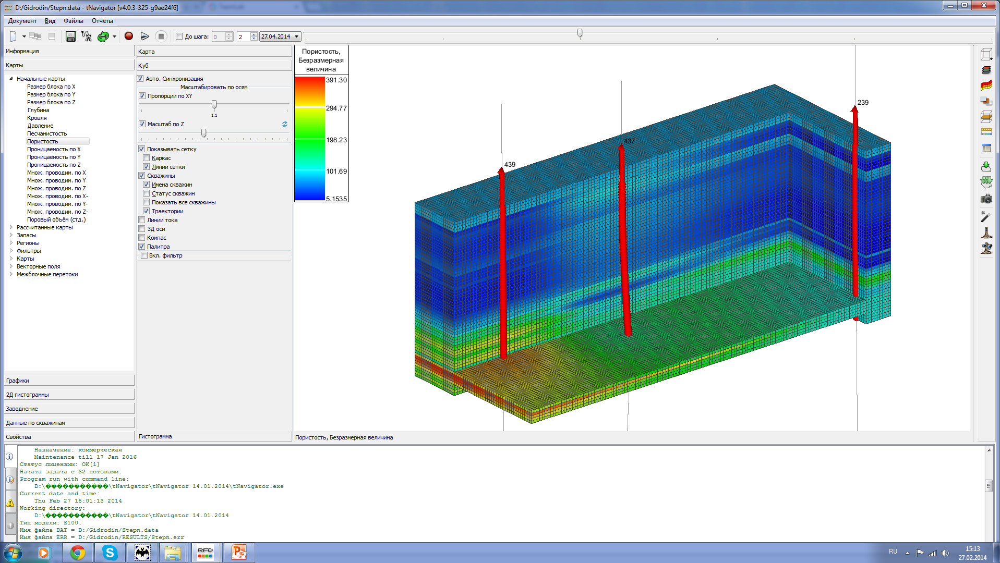 D:/Gidrodin/Stepn.data - tNavigator [v4.0.3-325-g9ae24f6]
Документ Вид Файлы Отчёты
До шага: 0 2 27.04.2014
Информация
Карты
Начальные карты
Размер блока по X
Размер блока по Y
Размер блока по Z
Глубина
Кровля
Давление
Песчанистость
Пористость
Проницаемость по X
Проницаемость по Y
Проницаемость по Z
Множ. проводим. по X
Множ. проводим. по Y
Множ. проводим. по Z
Множ. проводим. по X-
Множ. проводим. по Y-
Множ. проводим. по Z-
Поровый объём (стд.)
Рассчитанные карты
Запасы
Регионы
Фильтры
Карты
Векторные поля
Межблочные перетоки
Графики
2Д гистограммы
Заводнение
Данные по скважинам
Свойства
Карта
Куб
Авто. Синхронизация
Масштабировать по осям
Пропорции по XY
1:1
Масштаб по Z
Показывать сетку
Каркас
Линии сетки
Скважины
Имена скважин
Статус скважин
Показать все скважины
Траектории
Линии тока
3Д оси
Компас
Палитра
Вкл. фильтр
Гистограмма
Пористость,
Безразмерная
величина
391.30
294.77
198.23
101.69
5.1535
439
437
239
Пористость, Безразмерная величина
Назначение: коммерческая
Maintenance till 17 Jan 2016
Статус лицензии: OK[1]
Начата задача с 32 потоками.
Program run with command line:
D:\�����������\tNavigator\tNavigator 14.01.2014\tNavigator.exe
Current date and time:
Thu Feb 27 15:01:13 2014
Working directory:
D:\�����������\tNavigator\tNavigator 14.01.2014
Тип модели: E100.
Имя файла DAT = D:/Gidrodin/Stepn.data
Имя файла ERR = D:/Gidrodin/RESULTS/Stepn.err
RFD
RU
15:13
27.02.2014